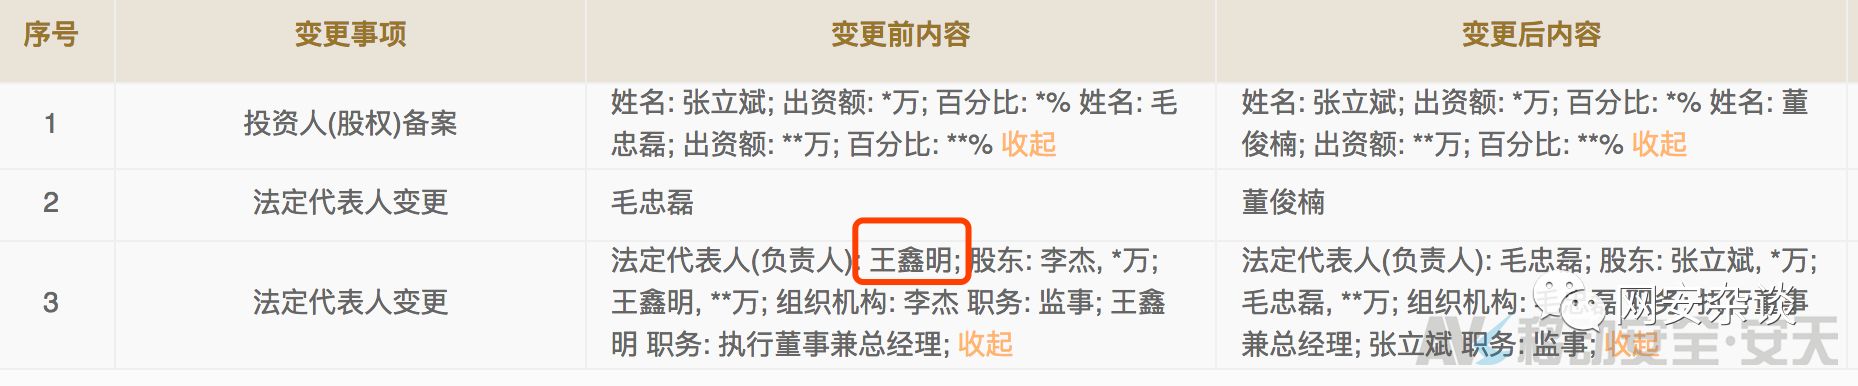 序号 变更事项 变更前内容 变更后内容
1 投资人(股权)备案
姓名: 张立斌; 出资额: *万; 百分比: *% 姓名: 毛
忠磊; 出资额: **万; 百分比: **% 收起
姓名: 张立斌; 出资额: *万; 百分比: *% 姓名: 董
俊楠; 出资额: **万; 百分比: **% 收起
2 法定代表人变更 毛忠磊 董俊楠
3 法定代表人变更
法定代表人(负责人): 王鑫明; 股东: 李杰, *万;
王鑫明, **万; 组织机构: 李杰 职务: 监事; 王鑫
明 职务: 执行董事兼总经理; 收起
法定代表人(负责人): 毛忠磊; 股东: 张立斌, *万;
毛忠磊, **万; 组织机构: 毛忠磊 职务: 执行董事
兼总经理; 张立斌 职务: 监事; 收起
网安杂谈
AVL 移动安全·安天